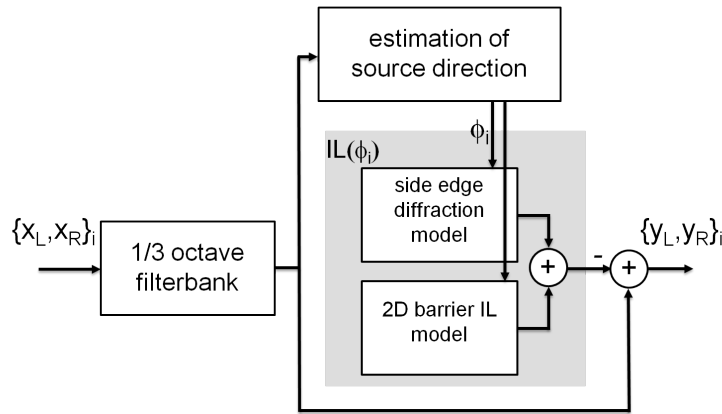 estimation of
source direction
ϕi
IL(ϕi)
side edge
diffraction
model
{xL,xR}i
1/3 octave
filterbank
+
-
+
{yL,yR}i
2D barrier IL
model